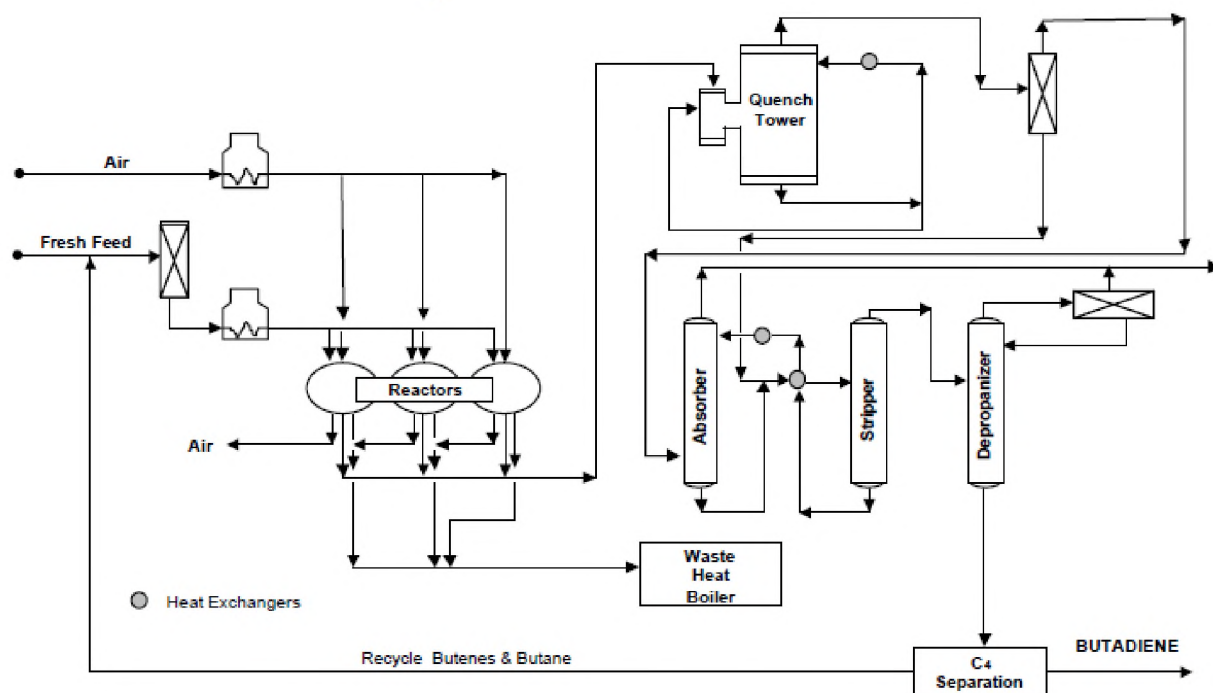 Quench
Tower
Air
Fresh Feed
Reactors
Air
Absorber
Stripper
Depropanizer
Waste
Heat
Boiler
Heat Exchangers
Recycle Butenes & Butane
C₄
Separation
BUTADIENE